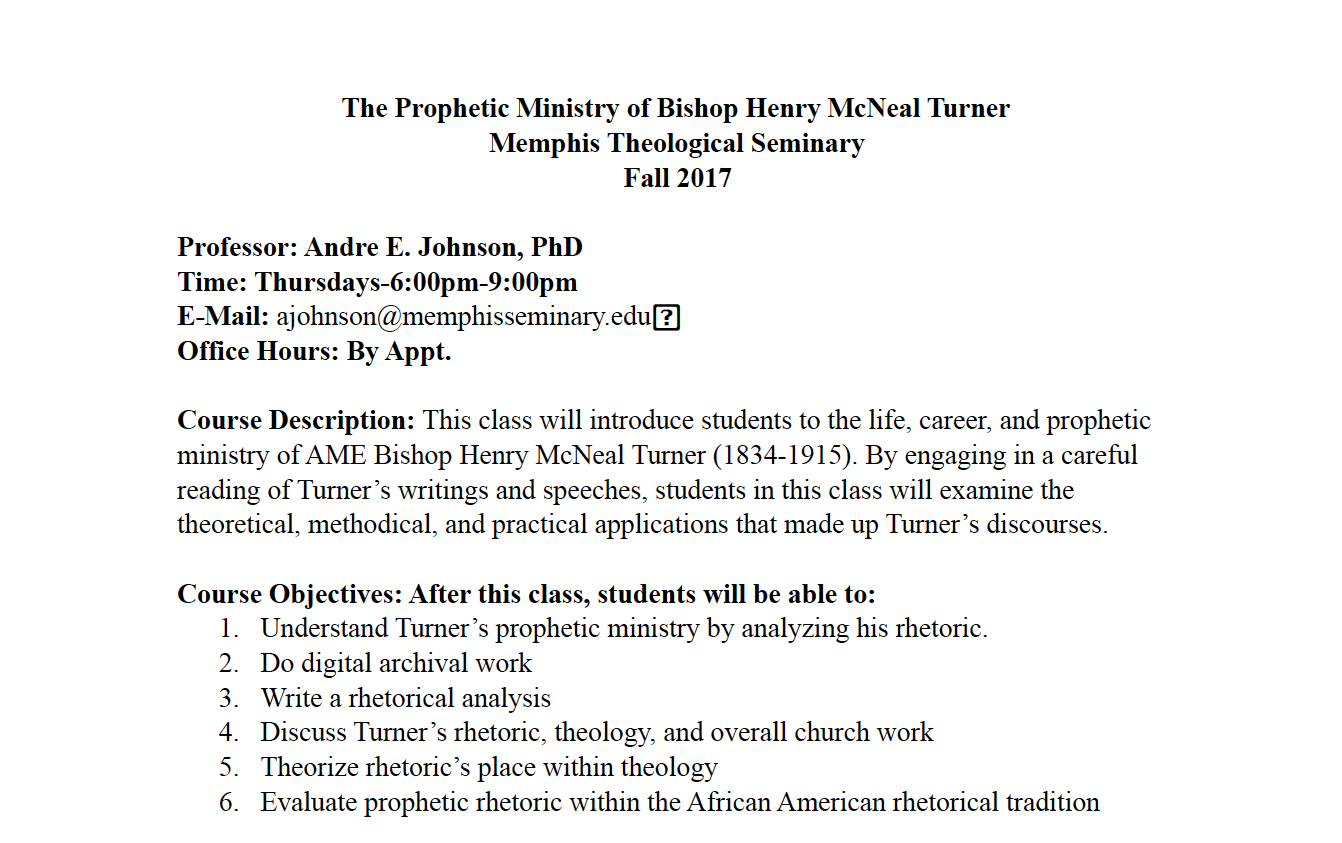 The Prophetic Ministry of Bishop Henry McNeal Turner
Memphis Theological Seminary
Fall 2017
Professor: Andre E. Johnson, PhD
Time: Thursdays-6:00pm-9:00pm
E-Mail: ajohnson@memphisseminary.edu⍰
Office Hours: By Appt.
Course Description: This class will introduce students to the life, career, and prophetic
ministry of AME Bishop Henry McNeal Turner (1834-1915). By engaging in a careful
reading of Turner’s writings and speeches, students in this class will examine the
theoretical, methodical, and practical applications that made up Turner’s discourses.
Course Objectives: After this class, students will be able to:
1. Understand Turner’s prophetic ministry by analyzing his rhetoric.
2. Do digital archival work
3. Write a rhetorical analysis
4. Discuss Turner’s rhetoric, theology, and overall church work
5. Theorize rhetoric’s place within theology
6. Evaluate prophetic rhetoric within the African American rhetorical tradition